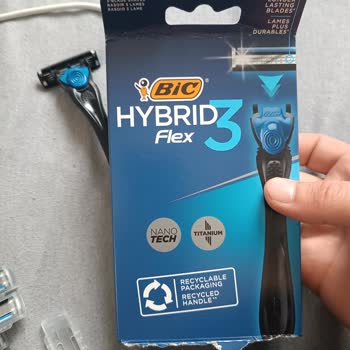 LASTING
BLADES*
LAMES
PLUS
DURABLES*
BIC
HYBRID 3
Flex
NANO
TECH
TITANIUM
RECYCLABLE
PACKAGING
RECYCLED
HANDLE**